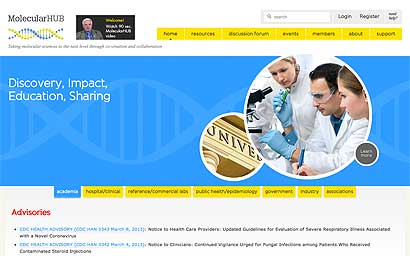 MolecularHUB
Welcome!
Watch 90 sec.
MolecularHUB
video
search
Login Register
home resources discussion forum events members about support
Taking molecular sciences to the next level through co-creation and collaboration
Discovery, Impact,
Education, Sharing
Learn
more
academia hospital/clinical reference/commercial labs public health/epidemiology government industry associations
Advisories
CDC HEALTH ADVISORY (CDC HAN 0343 March 8, 2013): Notice to Health Care Providers: Updated Guidelines for Evaluation of Severe Respiratory Illness Associated
with a Novel Coronavirus
CDC HEALTH ADVISORY (CDC HAN 0342 March 4, 2013): Notice to Clinicians: Continued Vigilance Urged for Fungal Infections among Patients Who Received
Contaminated Steroid Injections